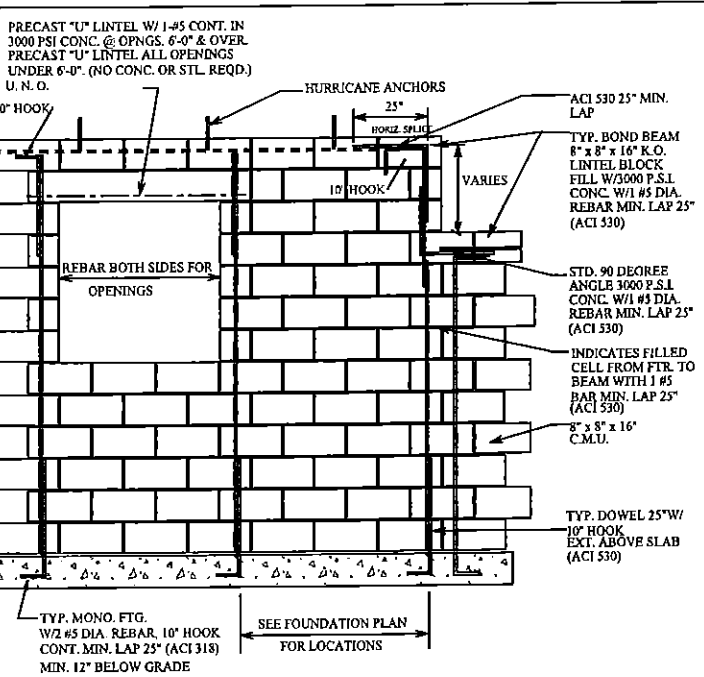 PRECAST "U" LINTEL W/ 1-#5 CONT. IN
3000 PSI CONC. @ OPNGS. 6'-0" & OVER.
PRECAST "U" LINTEL ALL OPENINGS
UNDER 6'-0". (NO CONC. OR STL. REQD.)
U. N. O.
0" HOOK
HURRICANE ANCHORS
25"
HORIZ. SPLICE
10" HOOK
VARIES
ACI 530 25" MIN.
LAP
TYP. BOND BEAM
8" x 8" x 16" K.O.
LINTEL BLOCK
FILL W/3000 P.S.I.
CONC. W/1 #5 DIA.
REBAR MIN. LAP 25"
(ACI 530)
REBAR BOTH SIDES FOR
OPENINGS
STD. 90 DEGREE
ANGLE 3000 P.S.I.
CONC. W/1 #5 DIA.
REBAR MIN. LAP 25"
(ACI 530)
INDICATES FILLED
CELL FROM FTR. TO
BEAM WITH 1 #5
BAR MIN. LAP 25"
(ACI 530)
8" x 8" x 16"
C.M.U.
TYP. DOWEL 25" W/
10" HOOK
EXT. ABOVE SLAB
(ACI 530)
TYP. MONO. FTG.
W/2 #5 DIA. REBAR, 10" HOOK
CONT. MIN. LAP 25" (ACI 318)
MIN. 12" BELOW GRADE
SEE FOUNDATION PLAN
FOR LOCATIONS